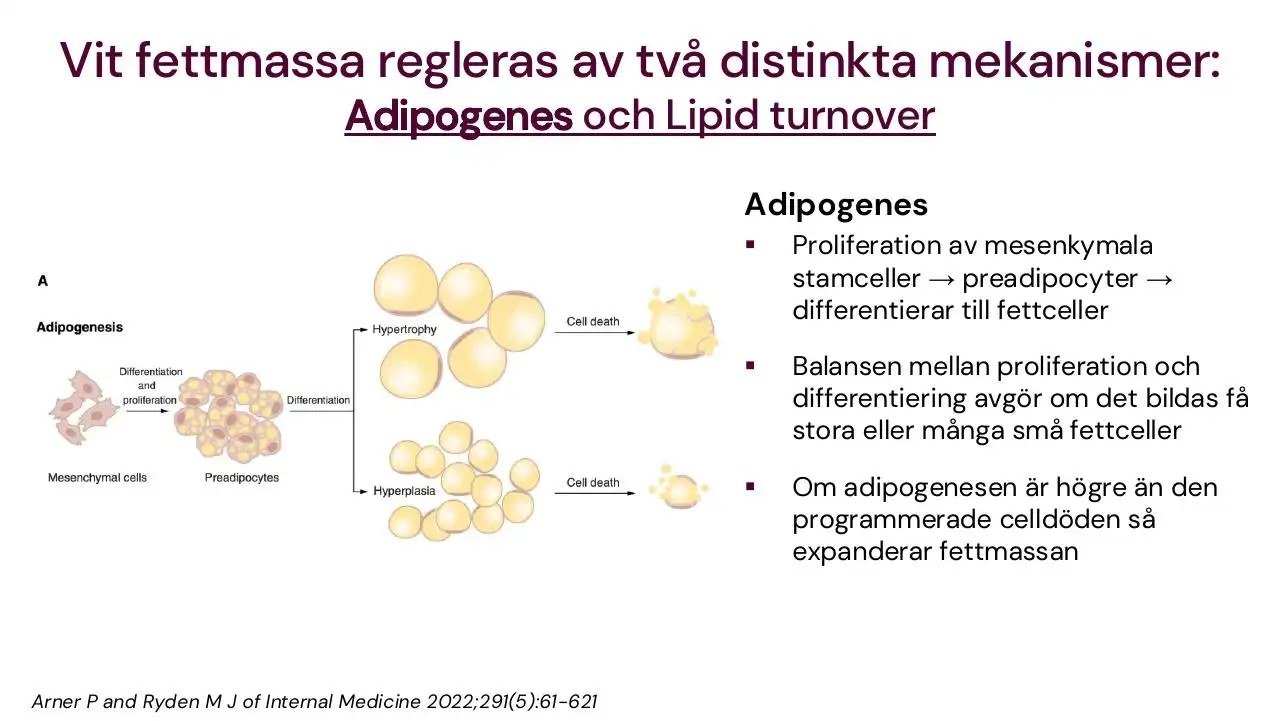 Vit fettmassa regleras av två distinkta mekanismer:
Adipogenes och Lipid turnover
A
Adipogenesis
Differentiation
and
proliferation
Mesenchymal cells
Preadipocytes
Differentiation
Hypertrophy
Cell death
Hyperplasia
Cell death
Adipogenes
▪ Proliferation av mesenkymala
stamceller → preadipocyter →
differentierar till fettceller
▪ Balansen mellan proliferation och
differentiering avgör om det bildas få
stora eller många små fettceller
▪ Om adipogenesen är högre än den
programmerade celldöden så
expanderar fettmassan
Arner P and Ryden M J of Internal Medicine 2022;291(5):61-621